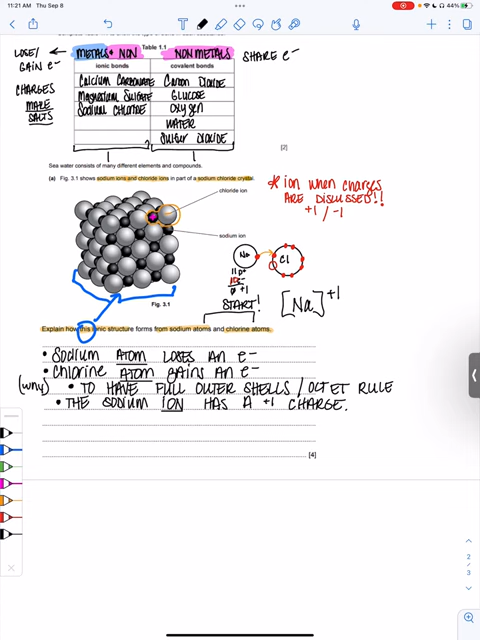 11:21 AM Thu Sep 8
44%
Table 1.1
LOSE/
GAIN e-
METALS + NON
NON METALS
SHARE e-
ionic bonds
covalent bonds
CHARGES
MAKE
SALTS
CALCIUM CARBONATE
CARBON DIOXIDE
MAGNESIUM SULFATE
GLUCOSE
SODIUM CHLORIDE
OXYGEN
WATER
SULFUR DIOXIDE
[2]
Sea water consists of many different elements and compounds.
(a) Fig. 3.1 shows sodium ions and chloride ions in part of a sodium chloride crystal.
chloride ion
sodium ion
* ion when charges
ARE DISCUSSED!!
+1 / -1
Na
Cl
11 p+
10 e-
+1
START!
[Na]+1
Fig. 3.1
Explain how this ionic structure forms from sodium atoms and chlorine atoms.
• SODIUM ATOM LOSES AN e-
• CHLORINE ATOM GAINS AN e-
(WHY) • TO HAVE FULL OUTER SHELLS / OCTET RULE
• THE SODIUM ION HAS A +1 CHARGE.
[4]
2
3